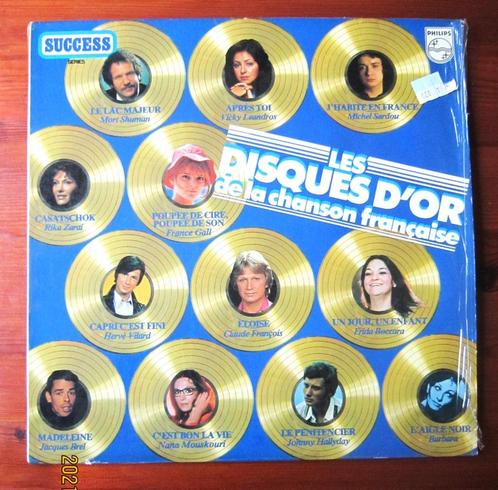 SUCCESS
SERIES
PHILIPS
LE LAC MAJEUR
Mort Shuman
APRES TOI
Vicky Leandros
J'HABITE EN FRANCE
Michel Sardou
LES
DISQUES D'OR
de la chanson française
CASATSCHOK
Rika Zaraï
POUPEE DE CIRE,
POUPEE DE SON
France Gall
CAPRI C'EST FINI
Hervé Vilard
ELOISE
Claude François
UN JOUR, UN ENFANT
Frida Boccara
MADELEINE
Jacques Brel
C'EST BON LA VIE
Nana Mouskouri
LE PENITENCIER
Johnny Hallyday
L'AIGLE NOIR
Barbara